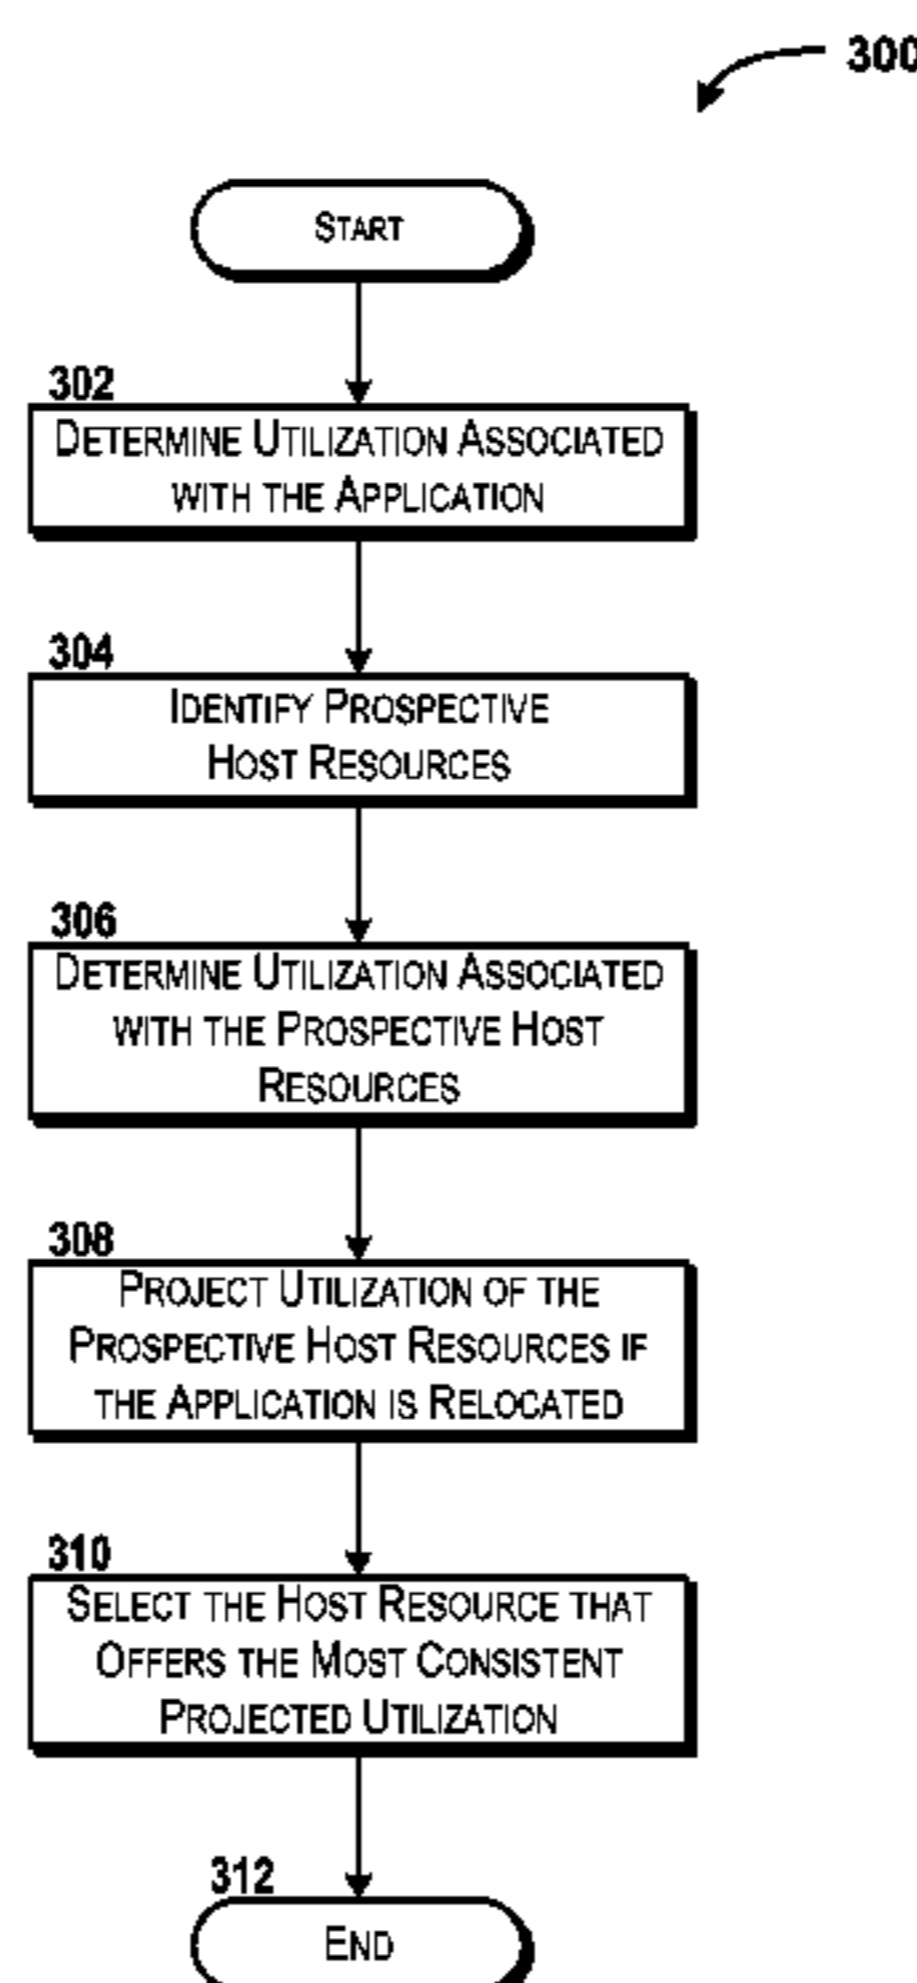 300
START
302
DETERMINE UTILIZATION ASSOCIATED
WITH THE APPLICATION
304
IDENTIFY PROSPECTIVE
HOST RESOURCES
306
DETERMINE UTILIZATION ASSOCIATED
WITH THE PROSPECTIVE HOST
RESOURCES
308
PROJECT UTILIZATION OF THE
PROSPECTIVE HOST RESOURCES IF
THE APPLICATION IS RELOCATED
310
SELECT THE HOST RESOURCE THAT
OFFERS THE MOST CONSISTENT
PROJECTED UTILIZATION
312
END